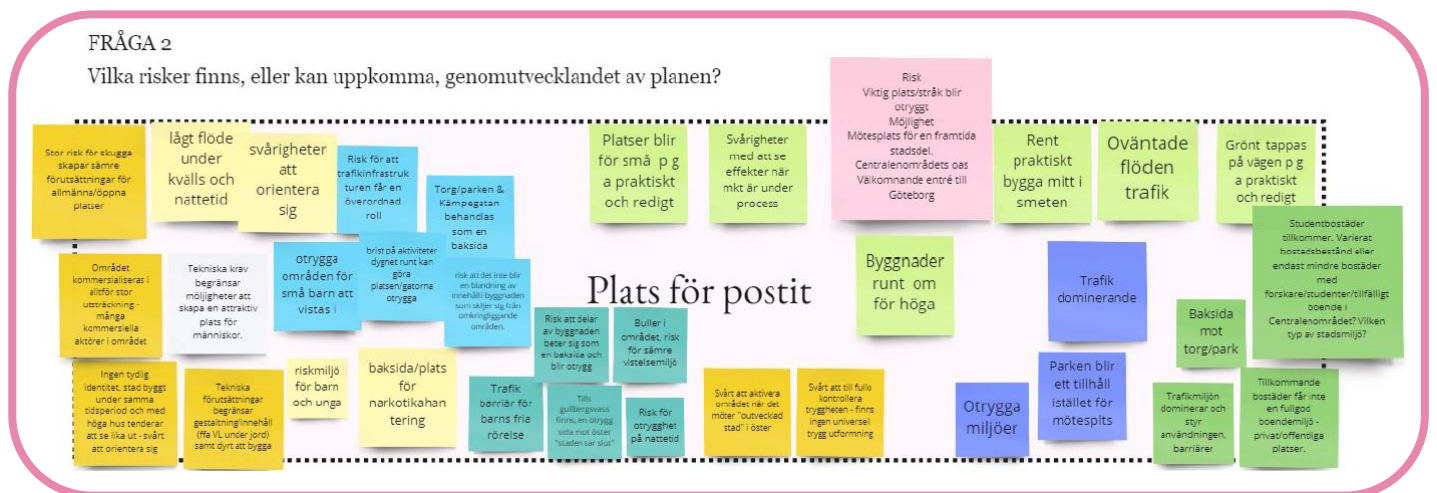 FRÅGA 2
Vilka risker finns, eller kan uppkomma, genomutvecklandet av planen?
Stor risk för skugga
skapar sämre
förutsättningar för
allmänna/öppna
platser
lågt flöde
under
kvälls och
nattetid
svårigheter
att
orientera
sig
Risk för att
trafikinfrastruk
turen får en
överordnad
roll
Torg/parken &
Kämpegatan
behandlas
som en
baksida
Platser blir
för små p g
a praktiskt
och redigt
Svårigheter
med att se
effekter när
mkt är under
process
Risk
Viktig plats/stråk blir
otryggt
Möjlighet
Mötesplats för en framtida
stadsdel.
Centralenområdets oas
Välkomnande entré till
Göteborg
Rent
praktiskt
bygga mitt i
smeten
Oväntade
flöden
trafik
Grönt tappas
på vägen p g
a praktiskt
och redigt
Området
kommersialiseras i
alltför stor
utsträckning -
många
kommersiella
aktörer i området
Tekniska krav
begränsar
möjligheter att
skapa en attraktiv
plats för
människor.
otrygga
områden för
små barn att
vistas i
brist på aktiviteter
dygnet runt kan
göra
platsen/gatorna
otrygga
risk att det inte blir
en blandning av
innehåll i byggnaden
som skiljer sig från
omkringliggande
områden.
Plats för postit
Byggnader
runt om
för höga
Trafik
dominerande
Studentbostäder
tillkommer. Varierat
bostadsbestånd eller
endast mindre bostäder
med
forskare/studenter/tillfälligt
boende i
Centralenområdet? Vilken
typ av stadsmiljö?
Baksida
mot
torg/park
Ingen tydlig
identitet, stad byggt
under samma
tidsperiod och med
höga hus tenderar
att se lika ut - svårt
att orientera sig
Tekniska
förutsättningar
begränsar
gestaltning/innehåll
(ffa VL under jord)
samt dyrt att bygga
riskmiljö
för barn
och unga
baksida/plats
för
narkotikahan
tering
Trafik
barriär för
barns fria
rörelse
Risk att delar
av byggnaden
beter sig som
en baksida och
blir otrygg
Buller i
området, risk
för sämre
vistelsemiljö
Tills
gullbergsvass
finns, en otrygg
sida mot öster
"staden tar slut"
Risk för
otrygghet
på nattetid
Svårt att aktivera
området när det
möter "outvecklad
stad" i öster
Svårt att till fullo
kontrollera
tryggheten - finns
ingen universell
trygg utformning
Otrygga
miljöer
Parken blir
ett tillhåll
istället för
mötesplts
Trafikmiljön
dominerar och
styr
användningen,
barriärer
Tillkommande
bostäder får inte
en fullgod
boendemiljö -
privat/offentliga
platser.